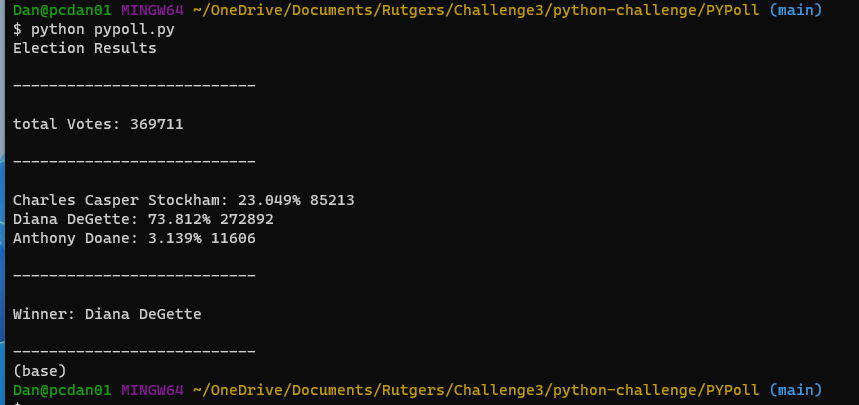 Dan@pcdan01 MINGW64 ~/OneDrive/Documents/Rutgers/Challenge3/python-challenge/PYPoll (main)
$ python pypoll.py
Election Results
---------------------------
total Votes: 369711
---------------------------
Charles Casper Stockham: 23.049% 85213
Diana DeGette: 73.812% 272892
Anthony Doane: 3.139% 11606
---------------------------
Winner: Diana DeGette
---------------------------
(base)
Dan@pcdan01 MINGW64 ~/OneDrive/Documents/Rutgers/Challenge3/python-challenge/PYPoll (main)